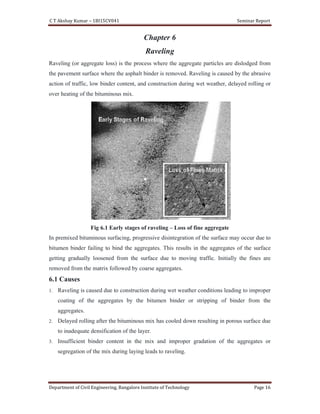 C T Akshay Kumar – 1BI15CV041 Seminar Report
Chapter 6
Raveling
Raveling (or aggregate loss) is the process where the aggregate particles are dislodged from
the pavement surface where the asphalt binder is removed. Raveling is caused by the abrasive
action of traffic, low binder content, and construction during wet weather, delayed rolling or
over heating of the bituminous mix.
Early Stages of Raveling
Loss of Fines Matrix
Fig 6.1 Early stages of raveling – Loss of fine aggregate
In premixed bituminous surfacing, progressive disintegration of the surface may occur due to
bitumen binder failing to bind the aggregates. This results in the aggregates of the surface
getting gradually loosened from the surface due to moving traffic. Initially the fines are
removed from the matrix followed by coarse aggregates.
6.1 Causes
1. Raveling is caused due to construction during wet weather conditions leading to improper
coating of the aggregates by the bitumen binder or stripping of binder from the
aggregates.
2. Delayed rolling after the bituminous mix has cooled down resulting in porous surface due
to inadequate densification of the layer.
3. Insufficient binder content in the mix and improper gradation of the aggregates or
segregation of the mix during laying leads to raveling.
Department of Civil Engineering, Bangalore Institute of Technology Page 16